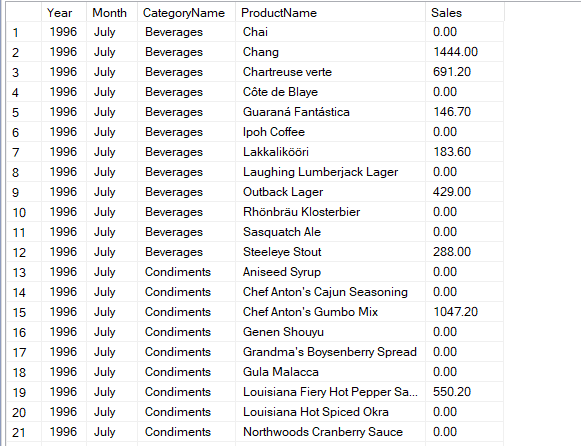 Year Month CategoryName ProductName Sales
1 1996 July Beverages Chai 0.00
2 1996 July Beverages Chang 1444.00
3 1996 July Beverages Chartreuse verte 691.20
4 1996 July Beverages Côte de Blaye 0.00
5 1996 July Beverages Guaraná Fantástica 146.70
6 1996 July Beverages Ipoh Coffee 0.00
7 1996 July Beverages Lakkalikööri 183.60
8 1996 July Beverages Laughing Lumberjack Lager 0.00
9 1996 July Beverages Outback Lager 429.00
10 1996 July Beverages Rhönbräu Klosterbier 0.00
11 1996 July Beverages Sasquatch Ale 0.00
12 1996 July Beverages Steeleye Stout 288.00
13 1996 July Condiments Aniseed Syrup 0.00
14 1996 July Condiments Chef Anton's Cajun Seasoning 0.00
15 1996 July Condiments Chef Anton's Gumbo Mix 1047.20
16 1996 July Condiments Genen Shouyu 0.00
17 1996 July Condiments Grandma's Boysenberry Spread 0.00
18 1996 July Condiments Gula Malacca 0.00
19 1996 July Condiments Louisiana Fiery Hot Pepper Sa... 550.20
20 1996 July Condiments Louisiana Hot Spiced Okra 0.00
21 1996 July Condiments Northwoods Cranberry Sauce 0.00